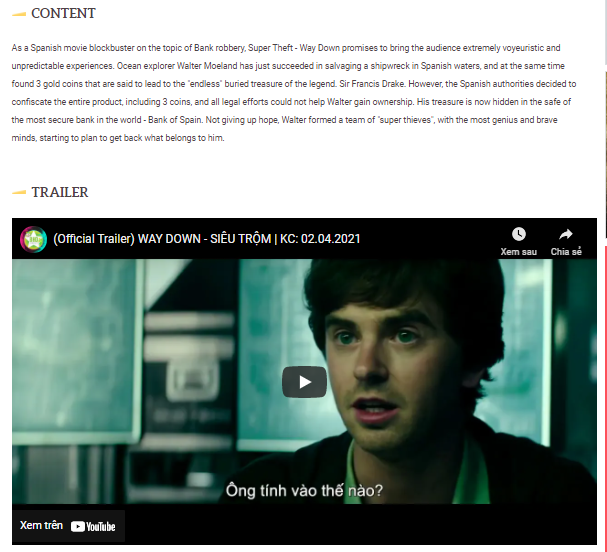 CONTENT
As a Spanish movie blockbuster on the topic of Bank robbery, Super Theft - Way Down promises to bring the audience extremely voyeuristic and
unpredictable experiences. Ocean explorer Walter Moeland has just succeeded in salvaging a shipwreck in Spanish waters, and at the same time
found 3 gold coins that are said to lead to the "endless" buried treasure of the legend. Sir Francis Drake. However, the Spanish authorities decided to
confiscate the entire product, including 3 coins, and all legal efforts could not help Walter gain ownership. His treasure is now hidden in the safe of
the most secure bank in the world - Bank of Spain. Not giving up hope, Walter formed a team of "super thieves", with the most genius and brave
minds, starting to plan to get back what belongs to him.
TRAILER
(Official Trailer) WAY DOWN - SIÊU TRỘM | KC: 02.04.2021
Xem sau
Chia sẻ
Ông tính vào thế nào?
Xem trên YouTube